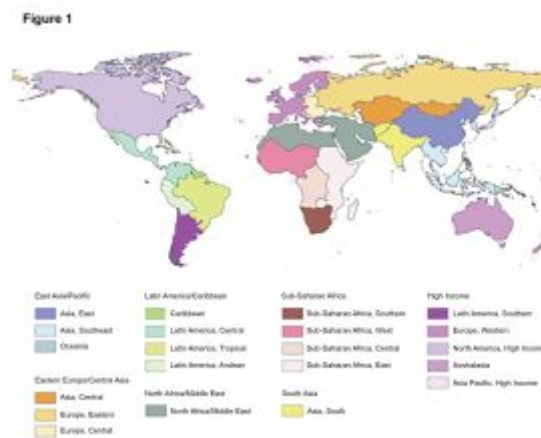 Figure 1
East Asia/Pacific
Asia, East
Asia, Southeast
Oceania
Eastern Europe/Central Asia
Asia, Central
Europe, Eastern
Europe, Central
Latin America/Caribbean
Caribbean
Latin America, Central
Latin America, Tropical
Latin America, Andean
North Africa/Middle East
North Africa/Middle East
Sub-Saharan Africa
Sub-Saharan Africa, Southern
Sub-Saharan Africa, West
Sub-Saharan Africa, Central
Sub-Saharan Africa, East
South Asia
Asia, South
High Income
Latin America, Southern
Europe, Western
North America, High Income
Australasia
Asia Pacific, High Income